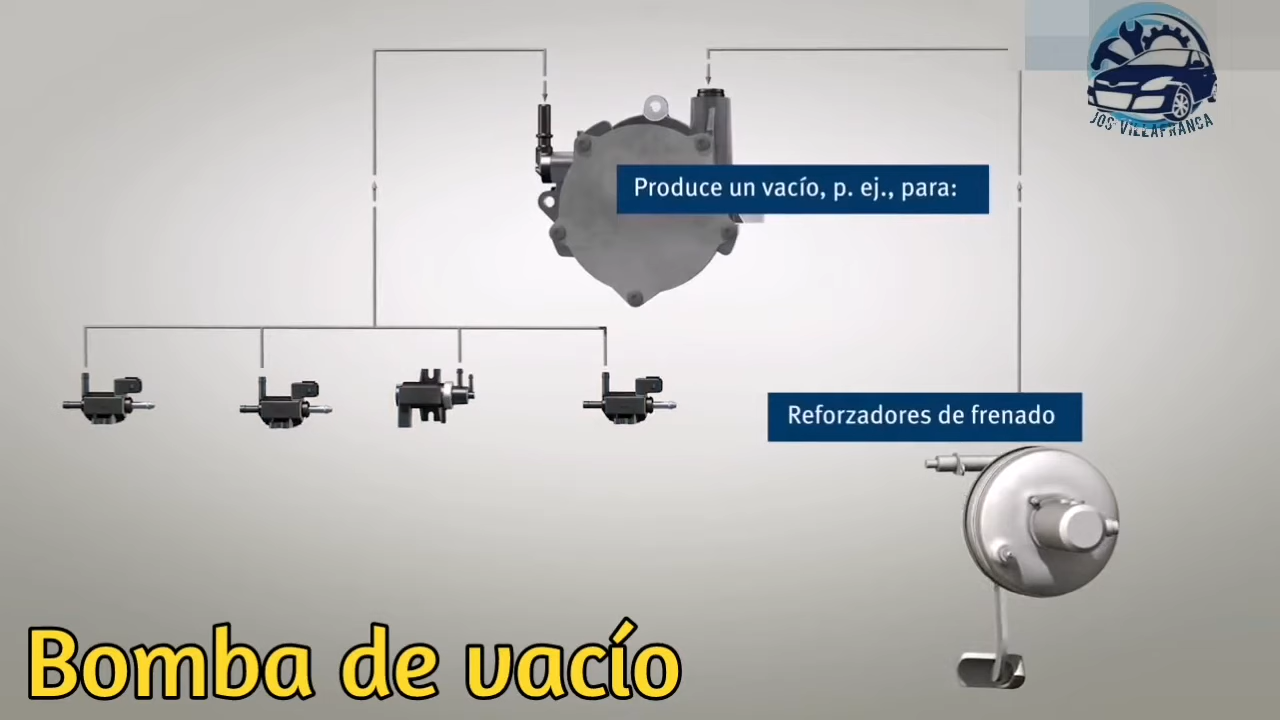 JOS VILLAFRANCA
Produce un vacío, p. ej., para:
Reforzadores de frenado
Bomba de vacío